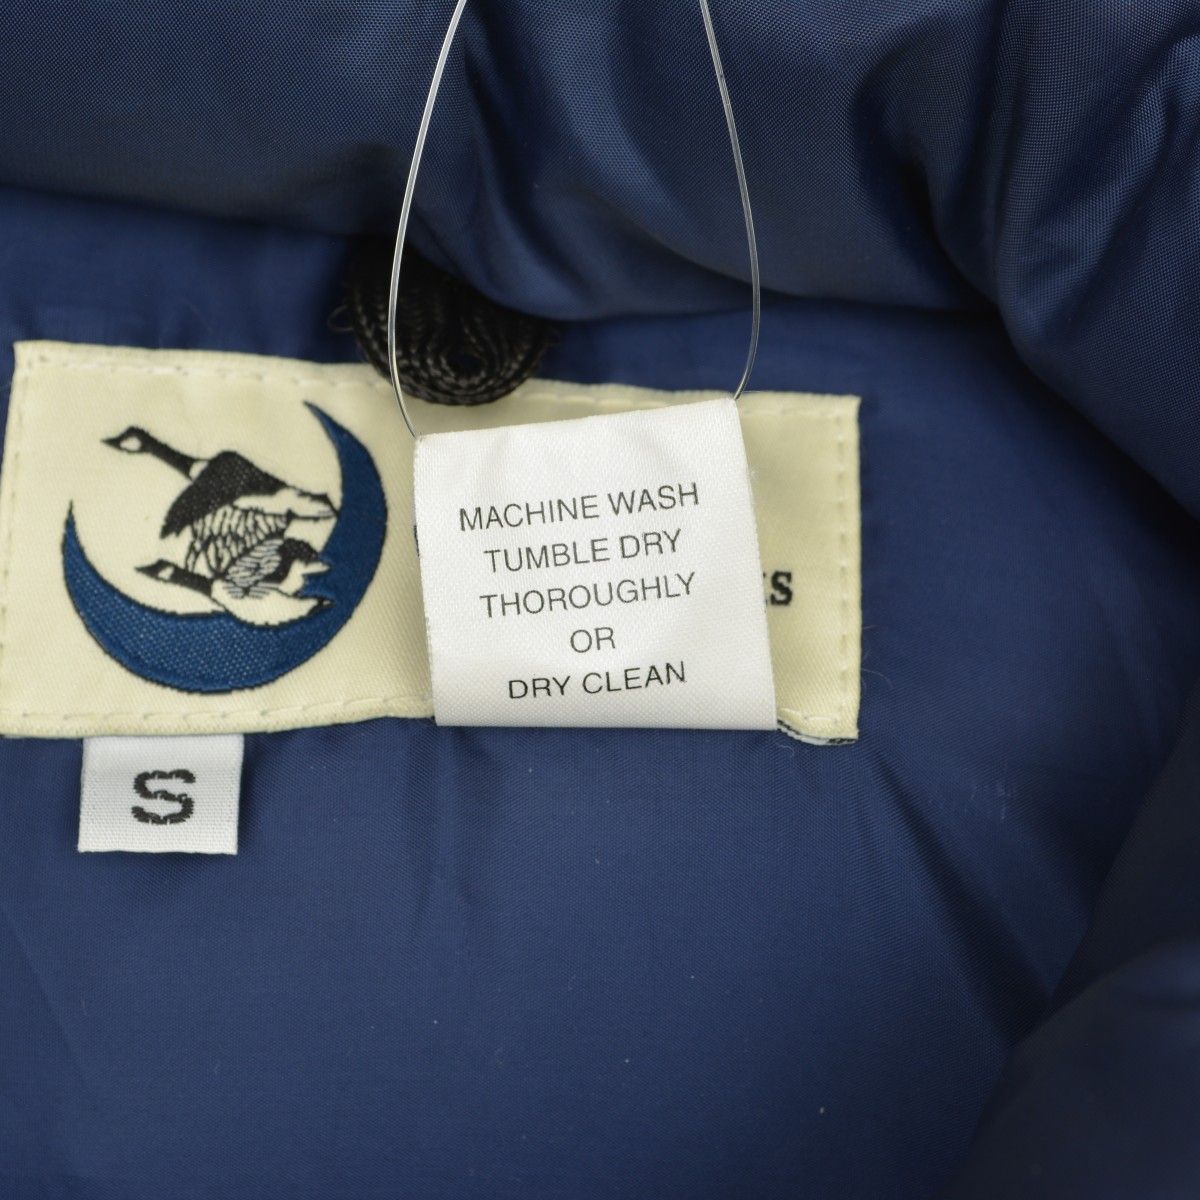 MACHINE WASH
TUMBLE DRY
THOROUGHLY
OR
DRY CLEAN
S